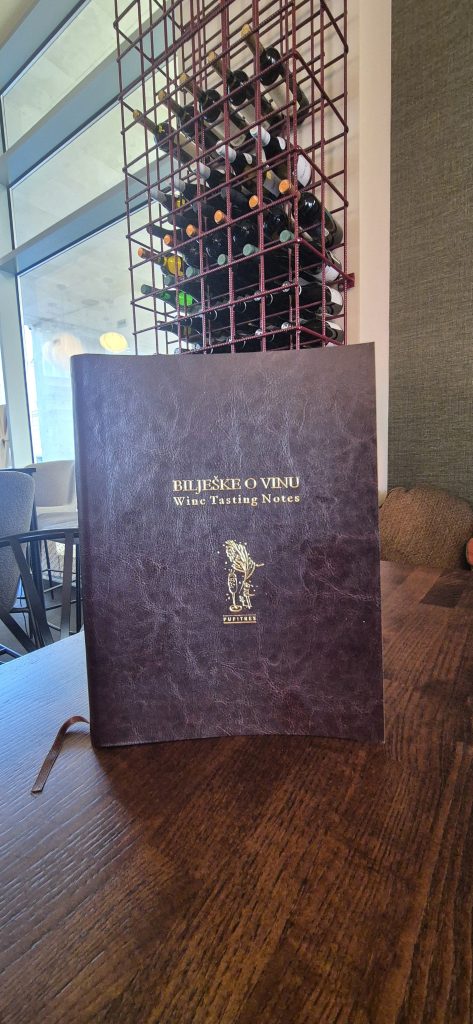 BILJEŠKE O VINU
Wine Tasting Notes
PUPITRES